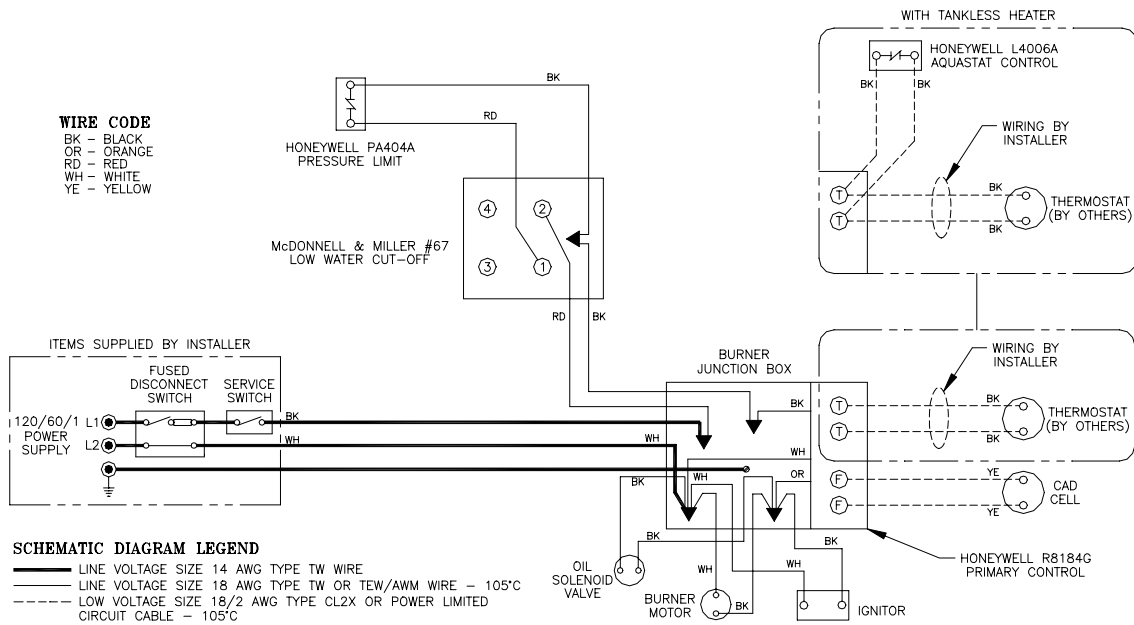 WITH TANKLESS HEATER
HONEYWELL L4006A
AQUASTAT CONTROL
BK
BK
WIRING BY
INSTALLER
BK
T
T
BK
THERMOSTAT
(BY OTHERS)
BK
RD
HONEYWELL PA404A
PRESSURE LIMIT
WIRE CODE
BK - BLACK
OR - ORANGE
RD - RED
WH - WHITE
YE - YELLOW
4
2
3
1
McDONNELL & MILLER #67
LOW WATER CUT-OFF
RD
BK
ITEMS SUPPLIED BY INSTALLER
FUSED
DISCONNECT
SWITCH
SERVICE
SWITCH
120/60/1
POWER
SUPPLY
L1
L2
BK
WH
BURNER
JUNCTION BOX
BK
WH
WH
OR
WH
BK
BK
WIRING BY
INSTALLER
T
T
BK
BK
THERMOSTAT
(BY OTHERS)
F
F
YE
YE
CAD
CELL
HONEYWELL R8184G
PRIMARY CONTROL
OIL
SOLENOID
VALVE
WH
BK
BURNER
MOTOR
WH
BK
IGNITOR
SCHEMATIC DIAGRAM LEGEND
LINE VOLTAGE SIZE 14 AWG TYPE TW WIRE
LINE VOLTAGE SIZE 18 AWG TYPE TW OR TEW/AWM WIRE - 105°C
LOW VOLTAGE SIZE 18/2 AWG TYPE CL2X OR POWER LIMITED
CIRCUIT CABLE - 105°C